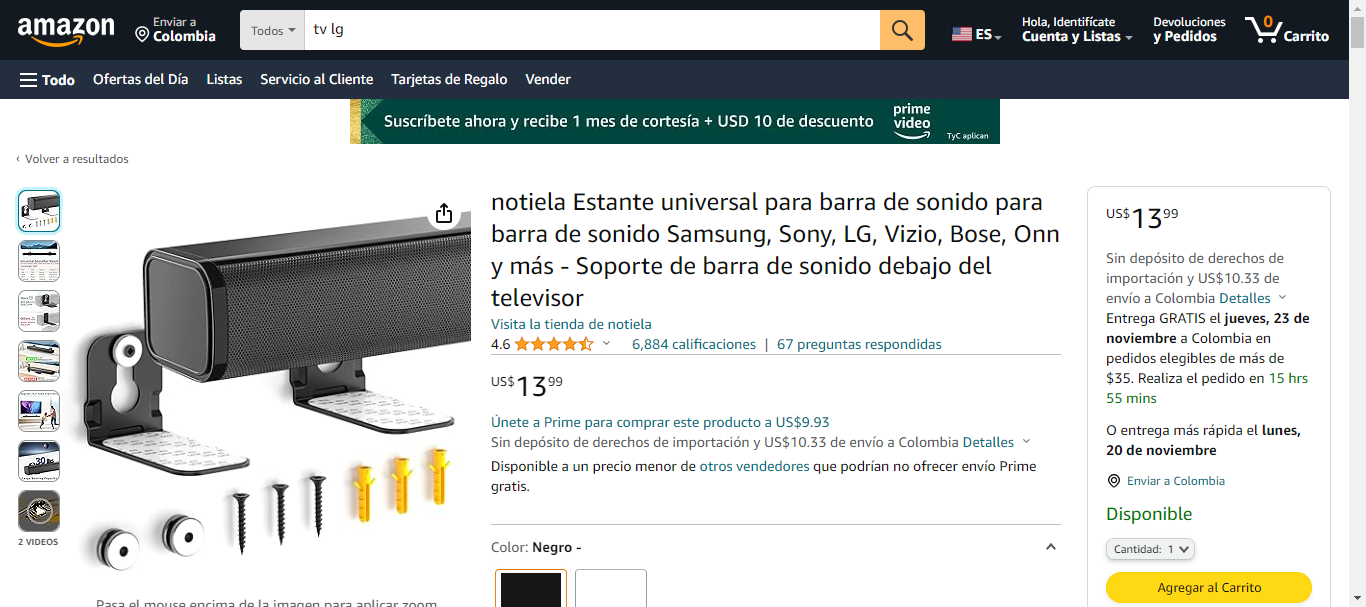 amazon
Enviar a
Colombia
Todos
tv lg
ES
Hola, Identifícate
Cuenta y Listas
Devoluciones
y Pedidos
0
Carrito
Todo
Ofertas del Día
Listas
Servicio al Cliente
Tarjetas de Regalo
Vender
Suscríbete ahora y recibe 1 mes de cortesía + USD 10 de descuento
prime
video
TyC aplican
‹ Volver a resultados
2 VIDEOS
Pasa el mouse encima de la imagen para aplicar zoom
notiela Estante universal para barra de sonido para
barra de sonido Samsung, Sony, LG, Vizio, Bose, Onn
y más - Soporte de barra de sonido debajo del
televisor
Visita la tienda de notiela
4.6
6,884 calificaciones | 67 preguntas respondidas
US$13 99
Únete a Prime para comprar este producto a US$9.93
Sin depósito de derechos de importación y US$10.33 de envío a Colombia Detalles
Disponible a un precio menor de otros vendedores que podrían no ofrecer envío Prime
gratis.
Color: Negro -
US$13 99
Sin depósito de derechos de
importación y US$10.33 de
envío a Colombia Detalles
Entrega GRATIS el jueves, 23 de
noviembre a Colombia en
pedidos elegibles de más de
$35. Realiza el pedido en 15 hrs
55 mins
O entrega más rápida el lunes,
20 de noviembre
Enviar a Colombia
Disponible
Cantidad: 1
Agregar al Carrito